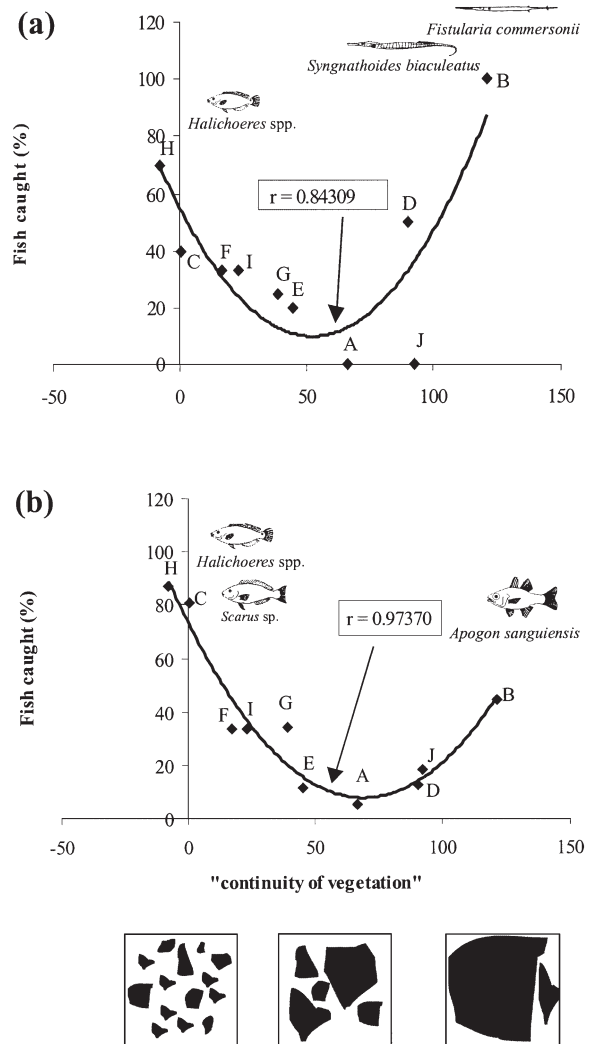 (a)
120
Fistularia commersonii
Syngnathoides biaculeatus
100
B
Halichoeres spp.
80
H
Fish caught (%)
r = 0.84309
60
D
40
C
F
I
G
E
20
A
J
0
-50
0
50
100
150
(b)
120
Halichoeres spp.
100
H
C
Scarus sp.
80
r = 0.97370
Apogon sanguiensis
Fish caught (%)
60
B
40
F
I
G
20
E
A
J
D
0
-50
0
50
100
150
"continuity of vegetation"